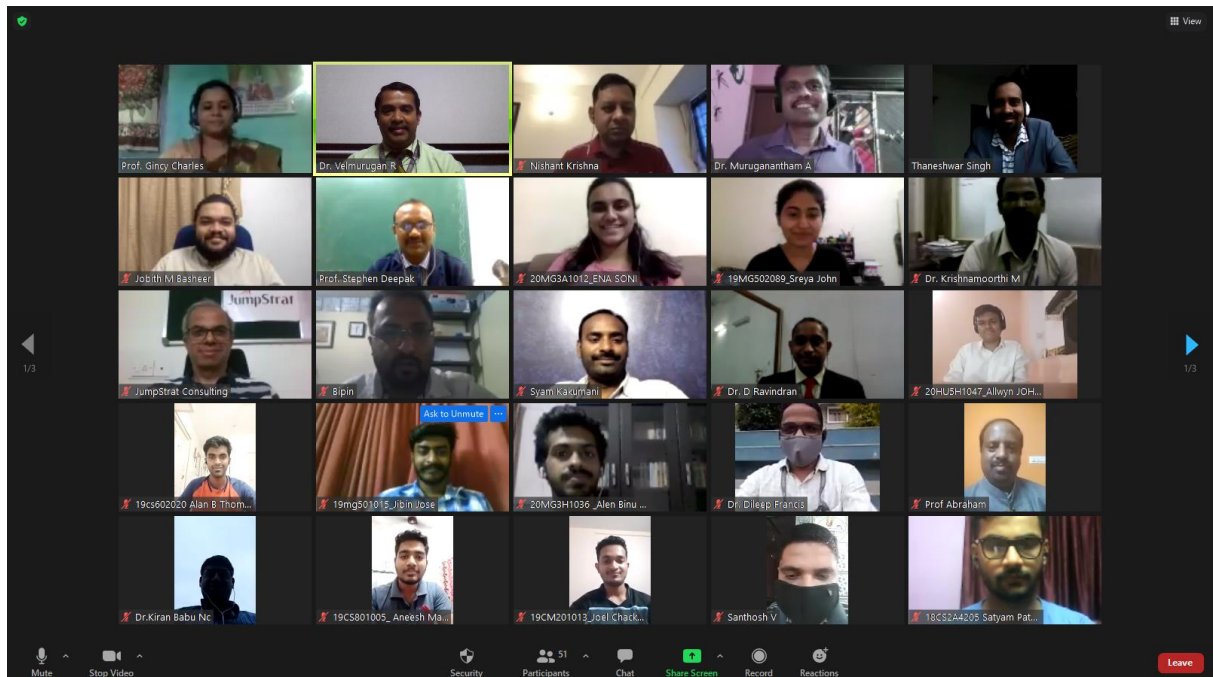 View
Prof. Gincy Charles
Dr. Velmurugan R
Nishant Krishna
Dr. Muruganantham A
Thaneshwar Singh
Jobith M Basheer
Prof. Stephen Deepak
20MG3A1012_ENA SONI
19MG502089_Sreya John
Dr. Krishnamoorthi M
JumpStrat
JumpStrat Consulting
Bipin
Syam Kakumani
Dr. D Ravindran
20HU5H1047_Allwyn JOH...
Ask to Unmute ...
19cs602020 Alan B Thom...
19mg501015_Jibin Jose
20MG3H1036 _Alen Binu ...
Dr. Dileep Francis
Prof Abraham
Dr.Kiran Babu Nc
19CS801005_ Aneesh Ma...
19CM201013_Joel Chack...
Santhosh V
18CS2A4205 Satyam Pat...
1/3
1/3
Mute
Stop Video
Security
Participants 51
Chat
Share Screen
Record
Reactions
Leave